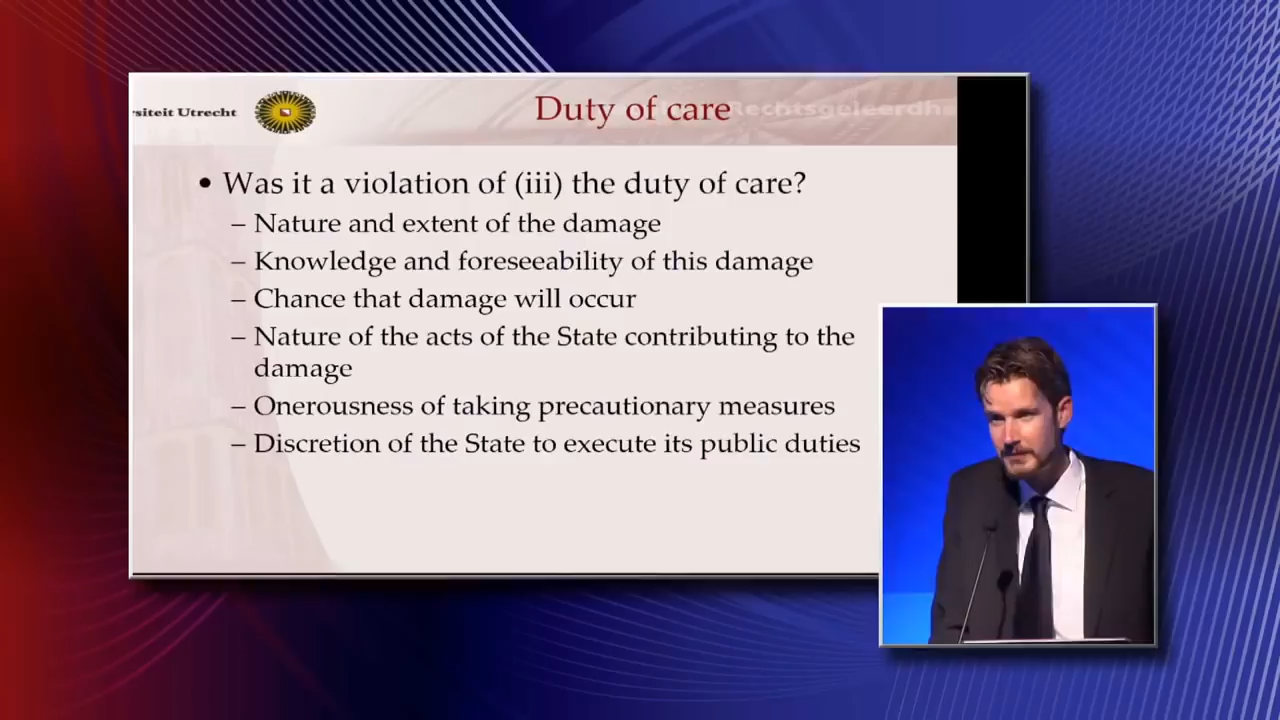 Utrecht
Duty of care
• Was it a violation of (iii) the duty of care?
– Nature and extent of the damage
– Knowledge and foreseeability of this damage
– Chance that damage will occur
– Nature of the acts of the State contributing to the
damage
– Onerousness of taking precautionary measures
– Discretion of the State to execute its public duties